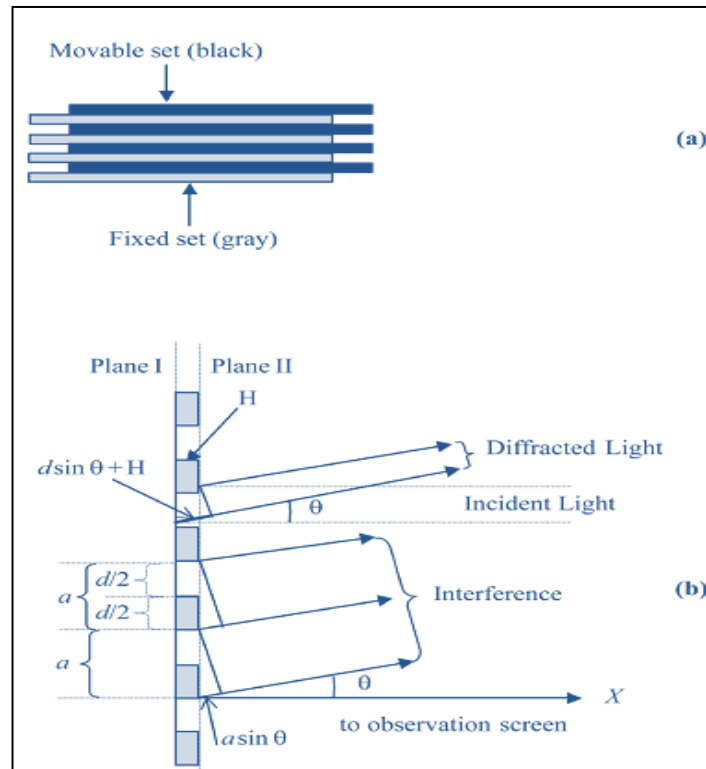 Movable set (black)
(a)
Fixed set (gray)
Plane I
Plane II
H
Diffracted Light
d sin θ + H
θ
Incident Light
d/2
a
d/2
Interference
(b)
a
θ
X
a sin θ
to observation screen